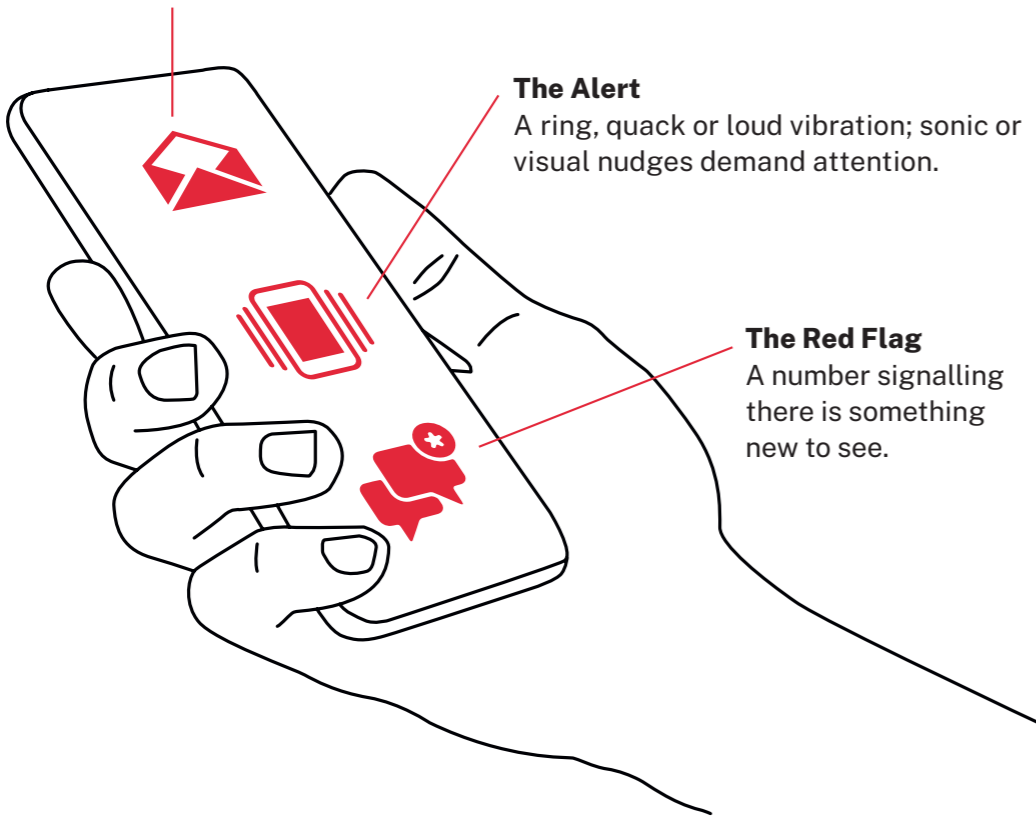 The Alert
A ring, quack or loud vibration; sonic or
visual nudges demand attention.
The Red Flag
A number signalling
there is something
new to see.